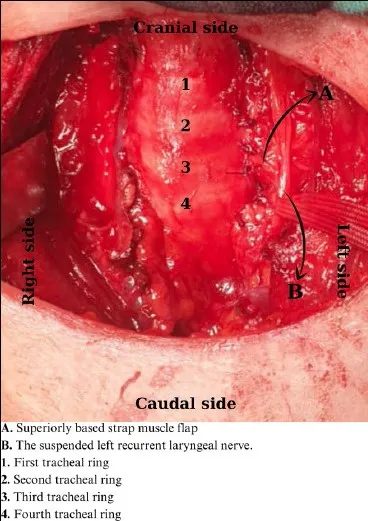 Cranial side
1
A
2
3
4
Right side
Left side
B
Caudal side
A. Superiorly based strap muscle flap
B. The suspended left recurrent laryngeal nerve.
1. First tracheal ring
2. Second tracheal ring
3. Third tracheal ring
4. Fourth tracheal ring